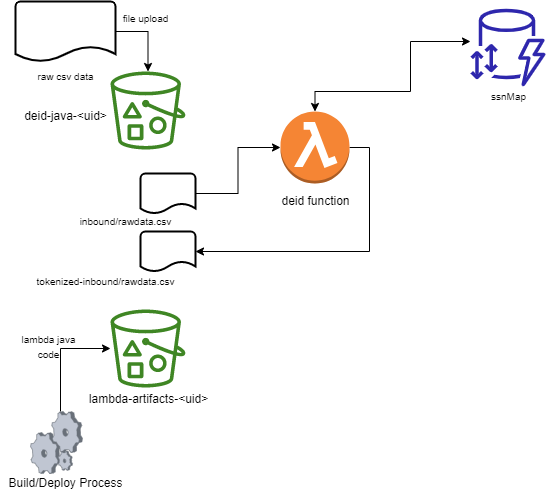 file upload
raw csv data
ssnMap
deid-java-<uid>
deid function
inbound/rawdata.csv
tokenized-inbound/rawdata.csv
lambda java
code
lambda-artifacts-<uid>
Build/Deploy Process